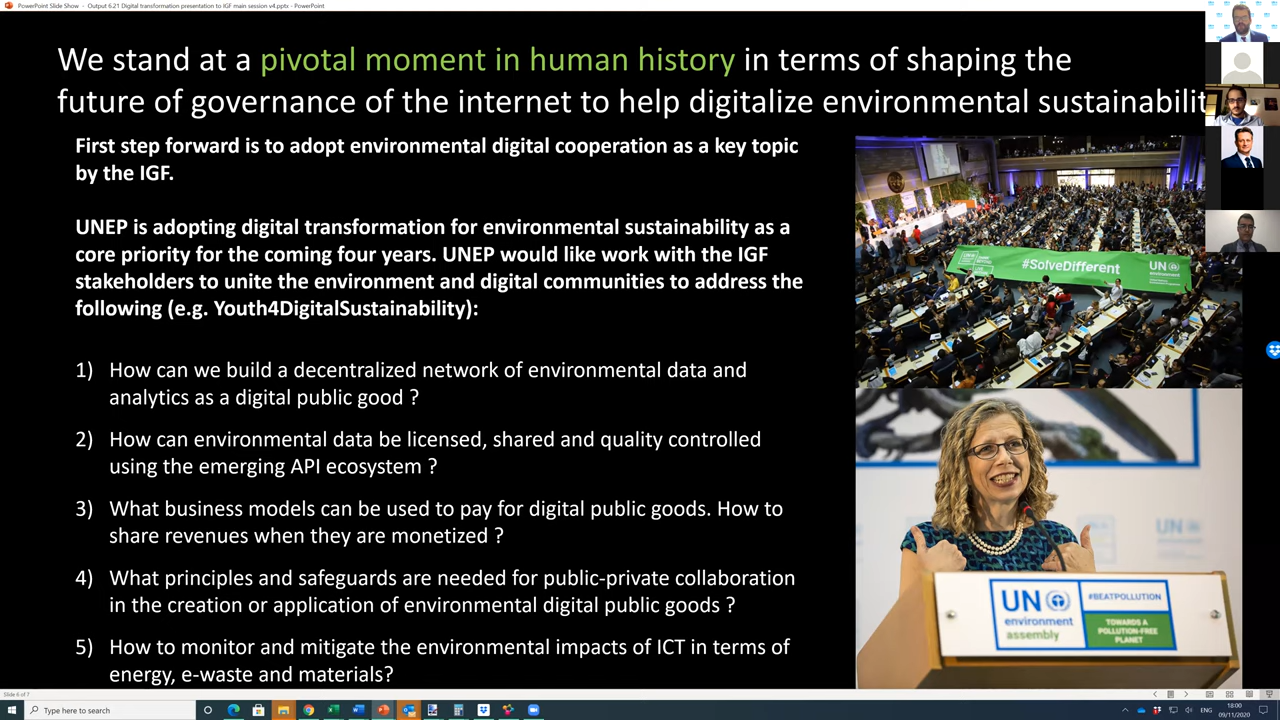 PowerPoint Slide Show - Output 6.21 Digital transformation presentation to IGF main session v4.pptx - PowerPoint
We stand at a pivotal moment in human history in terms of shaping the
future of governance of the internet to help digitalize environmental sustainabilit
First step forward is to adopt environmental digital cooperation as a key topic
by the IGF.
UNEP is adopting digital transformation for environmental sustainability as a
core priority for the coming four years. UNEP would like work with the IGF
stakeholders to unite the environment and digital communities to address the
following (e.g. Youth4DigitalSustainability):
1) How can we build a decentralized network of environmental data and
analytics as a digital public good ?
2) How can environmental data be licensed, shared and quality controlled
using the emerging API ecosystem ?
3) What business models can be used to pay for digital public goods. How to
share revenues when they are monetized ?
4) What principles and safeguards are needed for public-private collaboration
in the creation or application of environmental digital public goods ?
5) How to monitor and mitigate the environmental impacts of ICT in terms of
energy, e-waste and materials?
#SolveDifferent
UN
environment
UN
environment
assembly
#BEATPOLLUTION
TOWARDS A
POLLUTION-FREE
PLANET
UN
Slide 6 of 7
Type here to search
ENG
18:00
09/11/2020